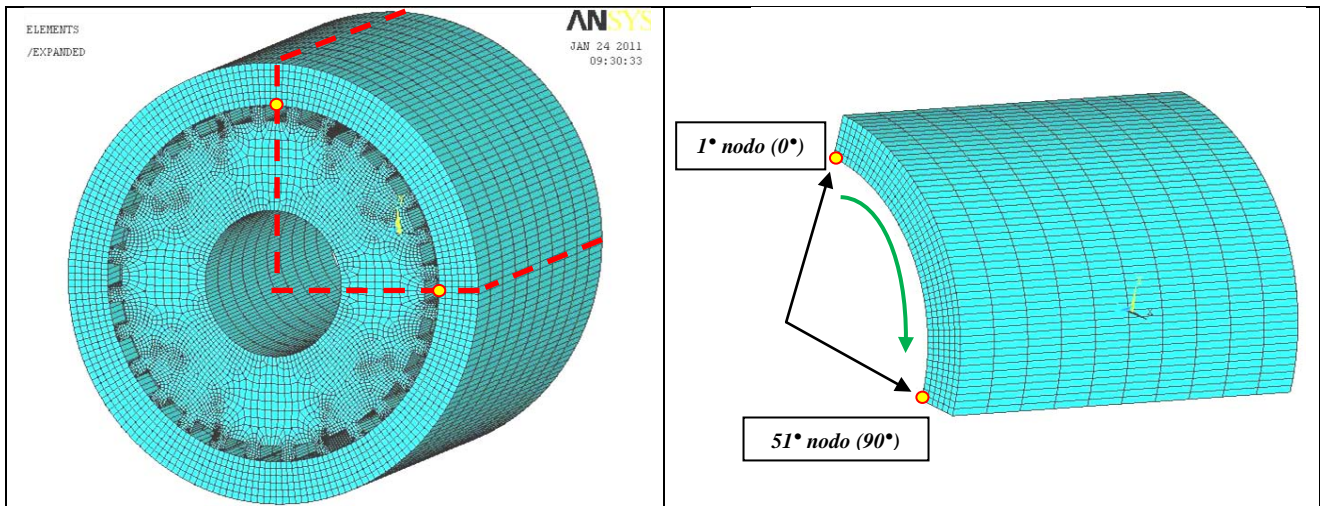 ELEMENTS
/EXPANDED
ANSYS
JAN 24 2011
09:30:33
1° nodo (0°)
51° nodo (90°)